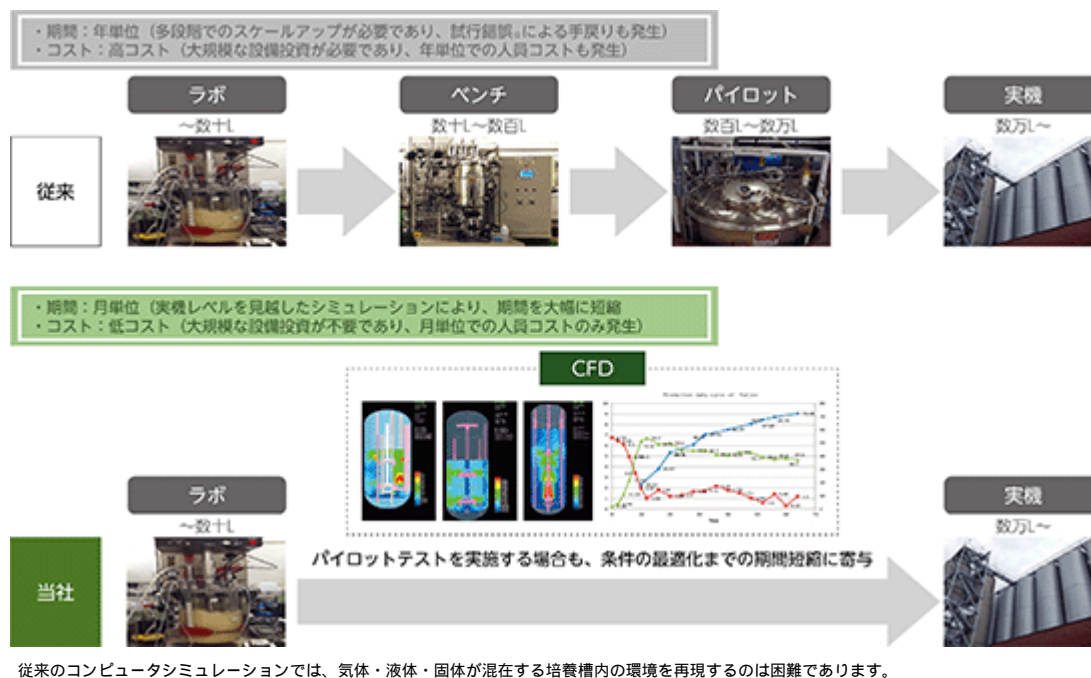 ・期間：年単位（多段階でのスケールアップが必要であり、試行錯誤。による手戻りも発生）
・コスト：高コスト（大規模な設備投資が必要であり、年単位での人員コストも発生）
ラボ
ベンチ
パイロット
実機
～数十L
数十L～数百L
数百L～数万L
数万L～
従来
・期間：月単位（実機レベルを見越したシミュレーションにより、期間を大幅に短縮
・コスト：低コスト（大規模な設備投資が不要であり、月単位での人員コストのみ発生）
CFD
ラボ
実機
～数十L
数万L～
パイロットテストを実施する場合も、条件の最適化までの期間短縮に寄与
当社
従来のコンピュータシミュレーションでは、気体・液体・固体が混在する培養槽内の環境を再現するのは困難であります。